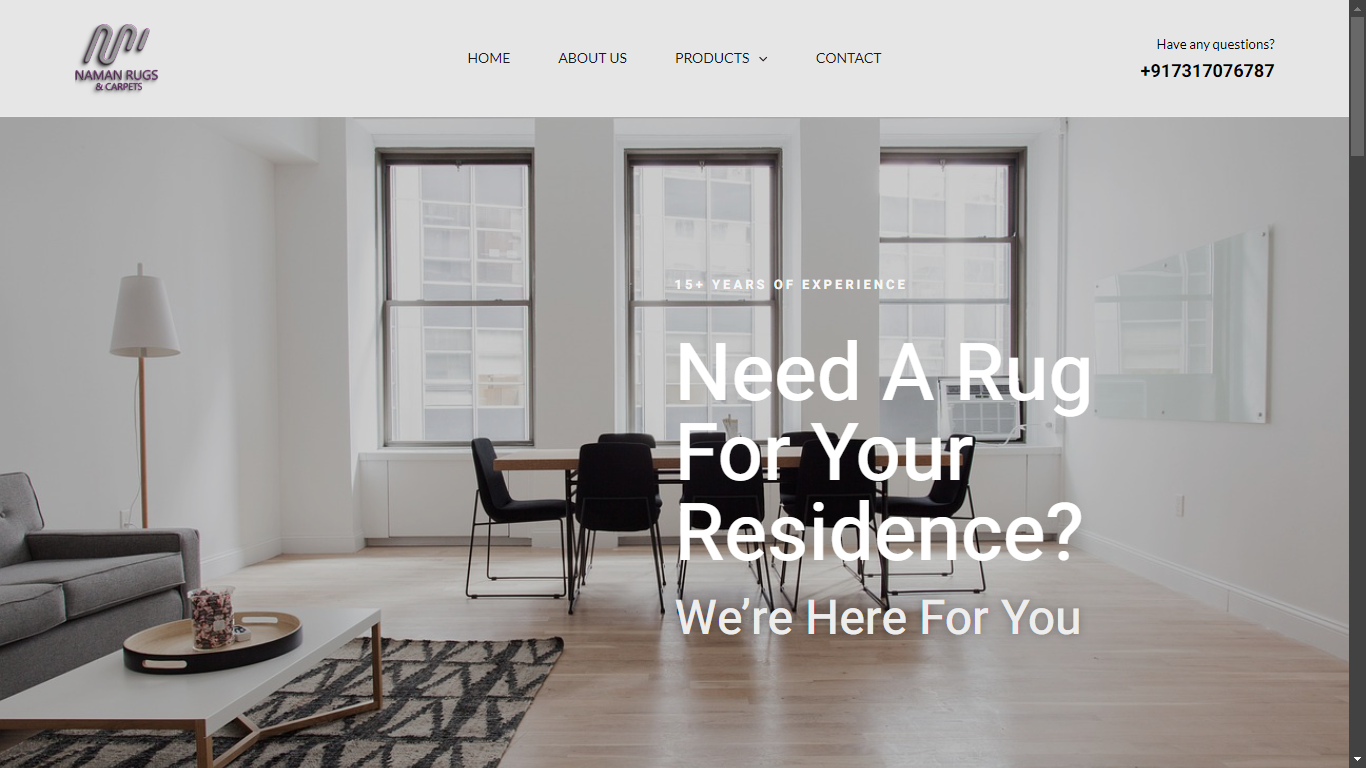 NAMAN RUGS
& CARPETS
HOME
ABOUT US
PRODUCTS
CONTACT
Have any questions?
+917317076787
15+ YEARS OF EXPERIENCE
Need A Rug
For Your
Residence?
We’re Here For You